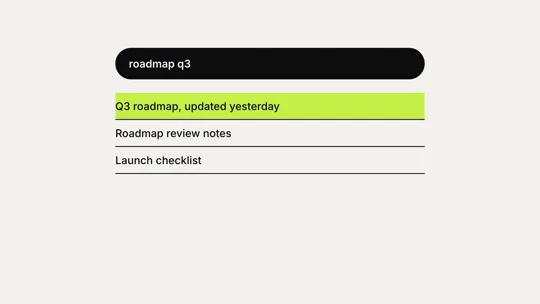 roadmap q3
Q3 roadmap, updated yesterday
Roadmap review notes
Launch checklist